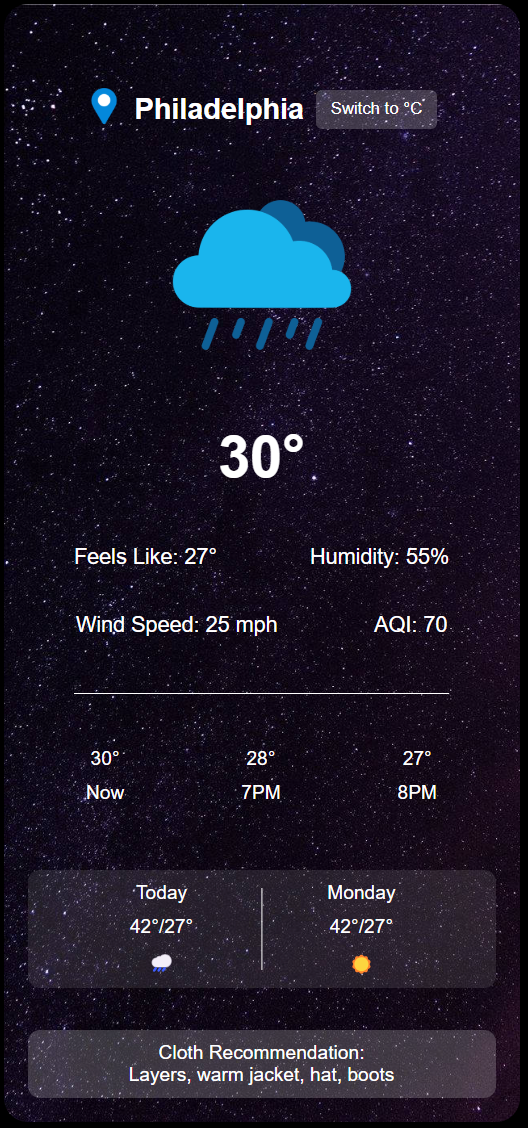 Philadelphia
Switch to °C
30°
Feels Like: 27°
Humidity: 55%
Wind Speed: 25 mph
AQI: 70
30°
28°
27°
Now
7PM
8PM
Today
Monday
42°/27°
42°/27°
Cloth Recommendation:
Layers, warm jacket, hat, boots